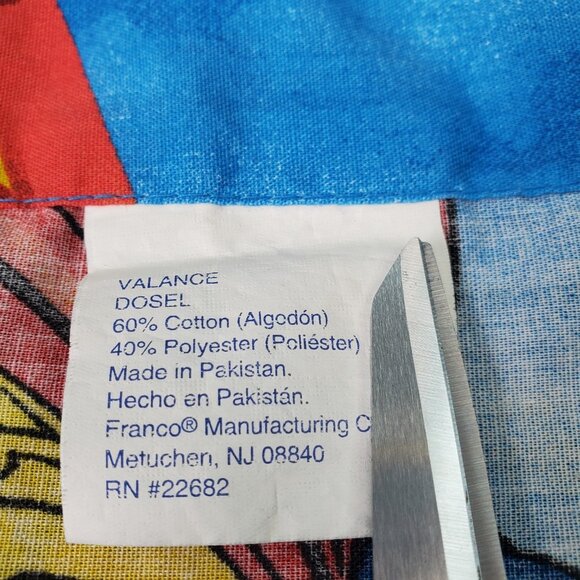 VALANCE
DOSEL
60% Cotton (Algodón)
40% Polyester (Poliéster)
Made in Pakistan.
Hecho en Pakistán.
Franco® Manufacturing C
Metuchen, NJ 08840
RN #22682